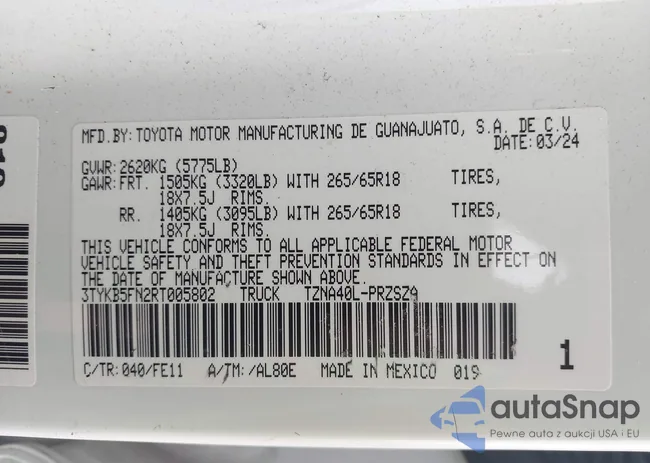 MFD.BY: TOYOTA MOTOR MANUFACTURING DE GUANAJUATO, S.A. DE C.V.
DATE: 03/24
GVWR: 2620KG (5775LB)
GAWR: FRT. 1505KG (3320LB) WITH 265/65R18 TIRES,
18X7.5J RIMS.
RR. 1405KG (3095LB) WITH 265/65R18 TIRES,
18X7.5J RIMS.
THIS VEHICLE CONFORMS TO ALL APPLICABLE FEDERAL MOTOR
VEHICLE SAFETY AND THEFT PREVENTION STANDARDS IN EFFECT ON
THE DATE OF MANUFACTURE SHOWN ABOVE.
3TYKB5FN2RT005802 TRUCK TZNA40L-PRZSZA
1
C/TR: 040/FE11 A/TM: /AL80E MADE IN MEXICO 019
autaSnap
Pewne auta z aukcji USA i EU